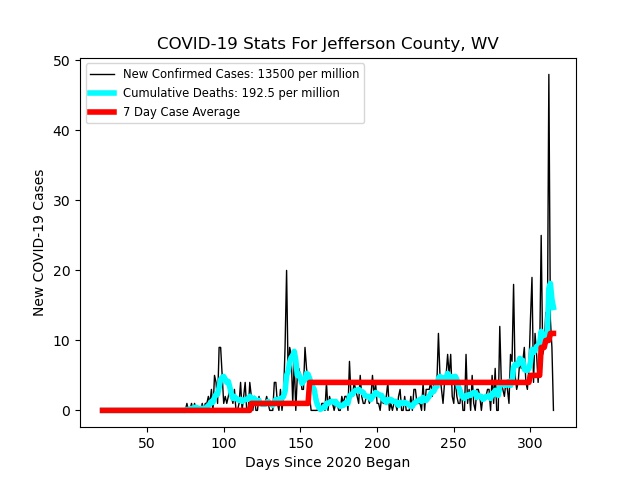 COVID-19 Stats For Jefferson County, WV
New Confirmed Cases: 13500 per million
Cumulative Deaths: 192.5 per million
7 Day Case Average
New COVID-19 Cases
50
40
30
20
10
0
50 100 150 200 250 300
Days Since 2020 Began